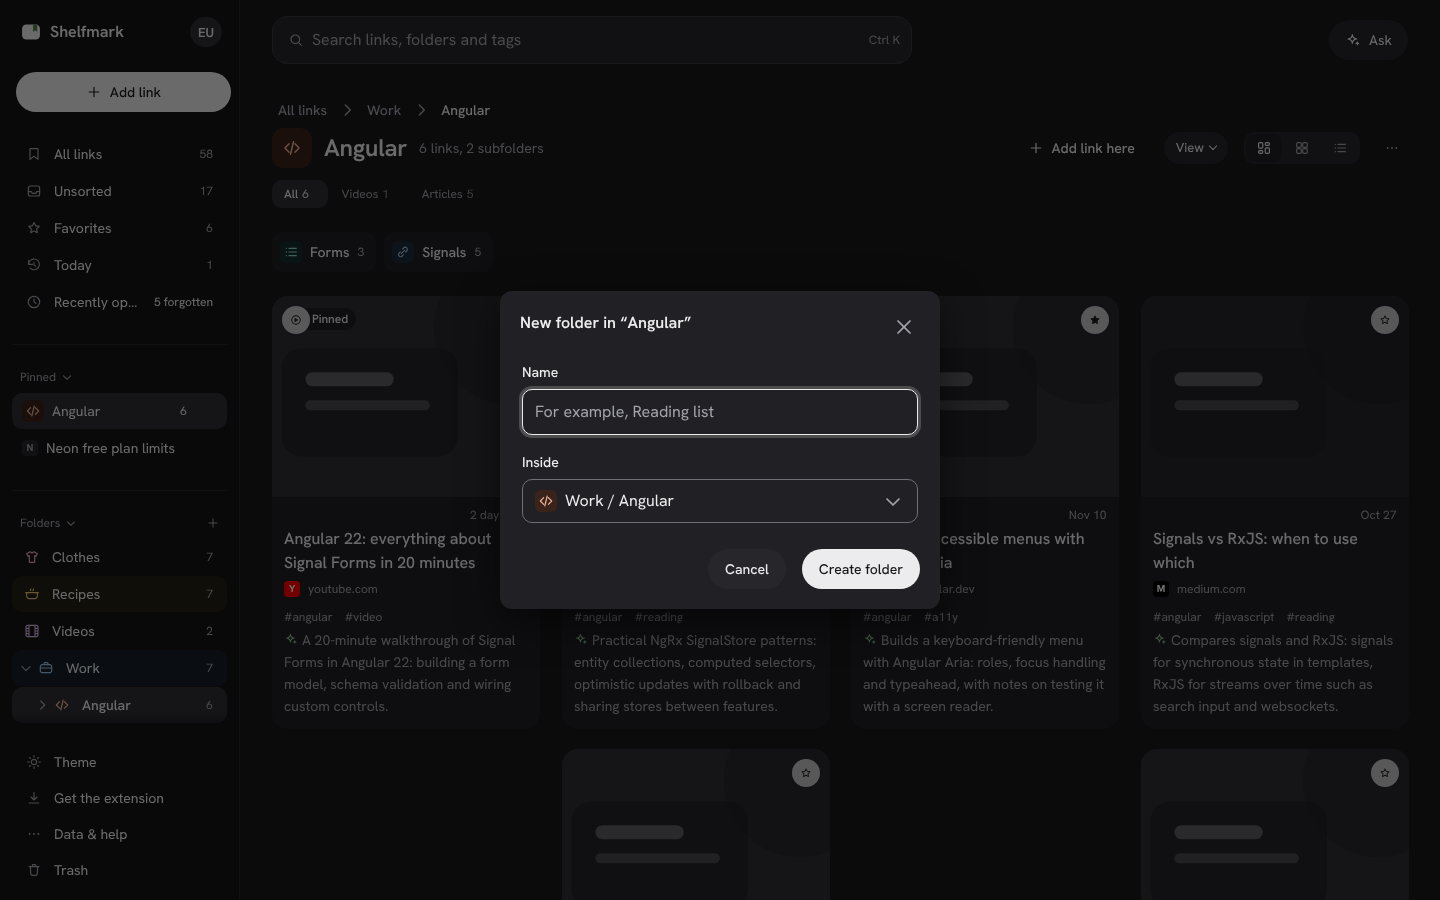 Shelfmark
EU
Search links, folders and tags
Ctrl K
Ask
Add link
All links 58
Unsorted 17
Favorites 6
Today 1
Recently op... 5 forgotten
Pinned
Angular 6
N Neon free plan limits
Folders
Clothes 7
Recipes 7
Videos 2
Work 7
Angular 6
Theme
Get the extension
Data & help
Trash
All links > Work > Angular
Angular 6 links, 2 subfolders
Add link here
View
All 6 Videos 1 Articles 5
Forms 3
Signals 5
New folder in “Angular”
Name
For example, Reading list
Inside
Work / Angular
Cancel
Create folder
Pinned
2 day
Angular 22: everything about
Signal Forms in 20 minutes
Y youtube.com
#angular #video
A 20-minute walkthrough of Signal
Forms in Angular 22: building a form
model, schema validation and wiring
custom controls.
#angular #reading
Practical NgRx SignalStore patterns:
entity collections, computed selectors,
optimistic updates with rollback and
sharing stores between features.
Nov 10
cessible menus with
ia
lar.dev
#angular #a11y
Builds a keyboard-friendly menu
with Angular Aria: roles, focus handling
and typeahead, with notes on testing it
with a screen reader.
Oct 27
Signals vs RxJS: when to use
which
M medium.com
#angular #javascript #reading
Compares signals and RxJS: signals
for synchronous state in templates,
RxJS for streams over time such as
search input and websockets.